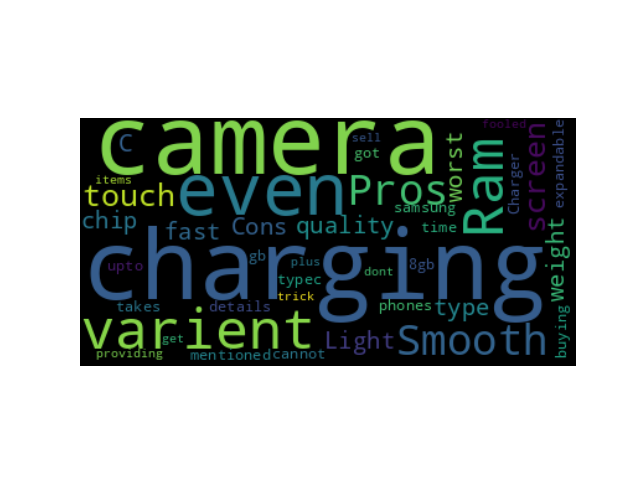 camera
C
sell
got
fooled
worst
Ram
Charger
screen
expandable
items
touch
even
Pros
samsung
chip
fast
Cons
quality
time
charging
weight
upto
gb
plus
typec
dont
8gb
trick
takes
details
phones
type
varient
get
Light
Smooth
buying
providing
mentioned
cannot